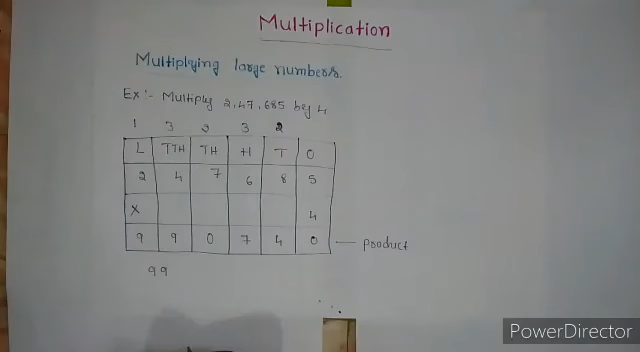 Multiplication
Multiplying large numbers.
Ex:- Multiply 2,47,685 by 4
1 3 2 3 2
L TTH TH H T O
2 4 7 6 8 5
X 4
9 9 0 7 4 0 — product
99
PowerDirector